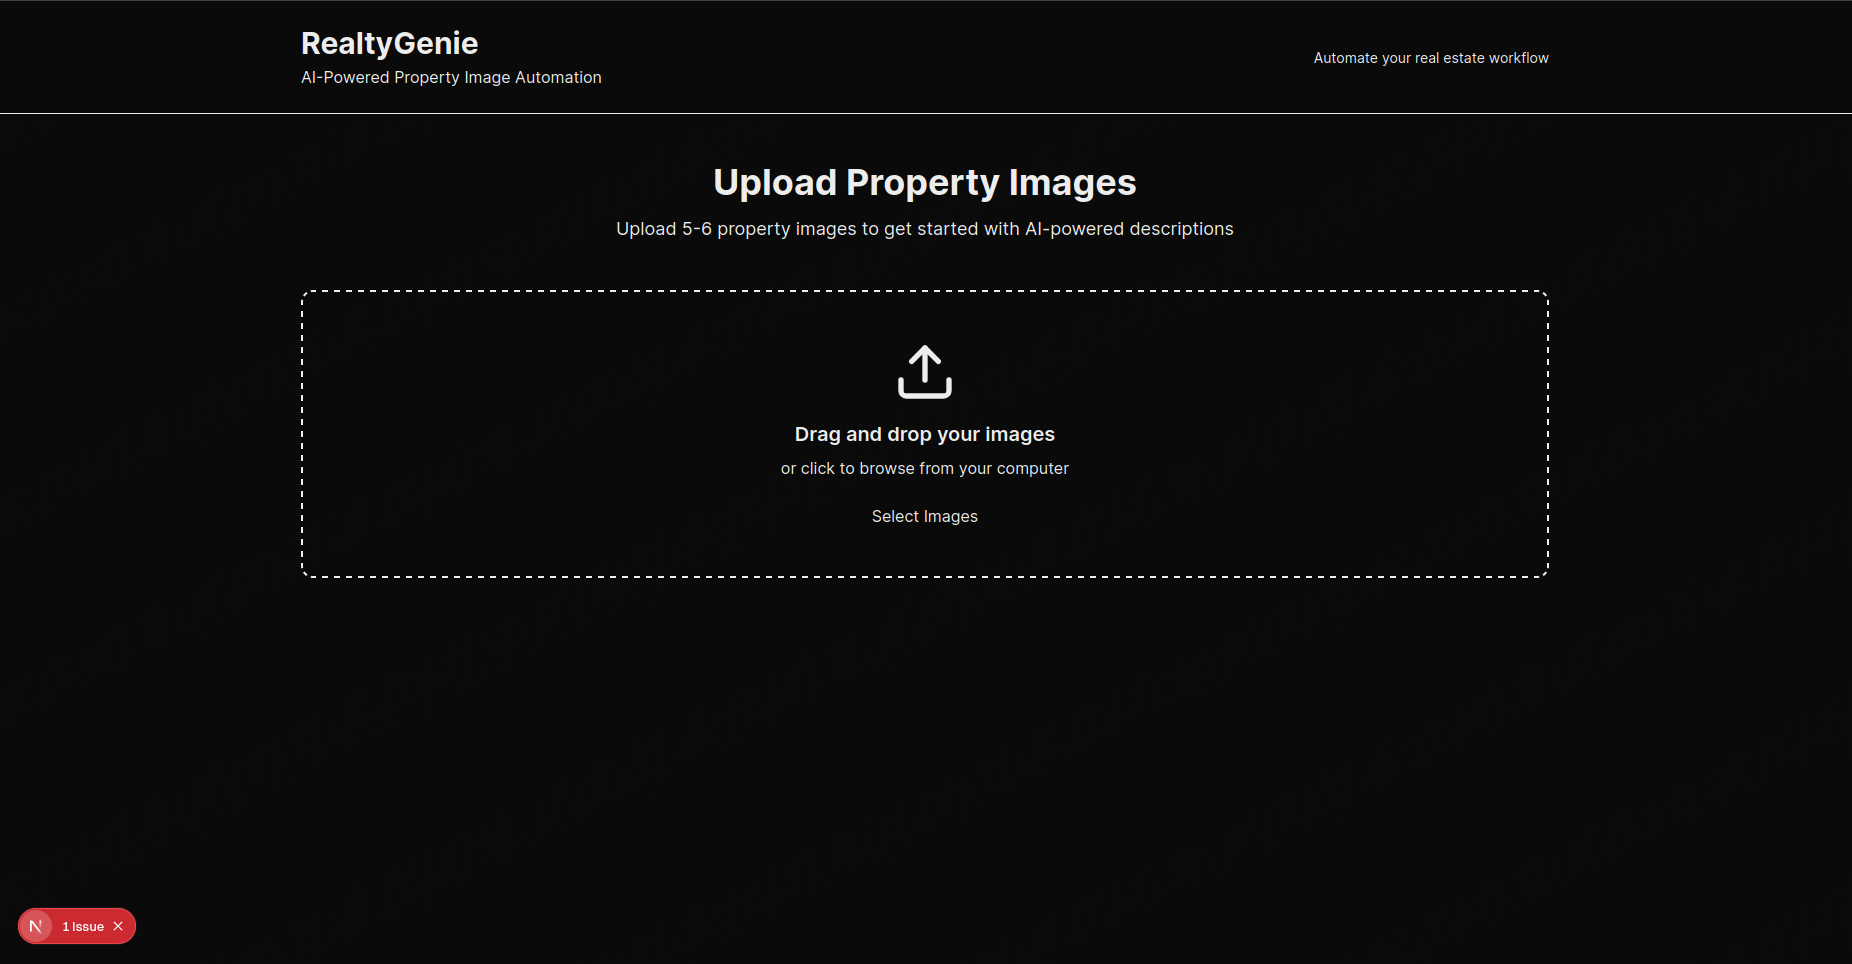 RealtyGenie
AI-Powered Property Image Automation
Automate your real estate workflow
Upload Property Images
Upload 5-6 property images to get started with AI-powered descriptions
Drag and drop your images
or click to browse from your computer
Select Images
N 1 Issue